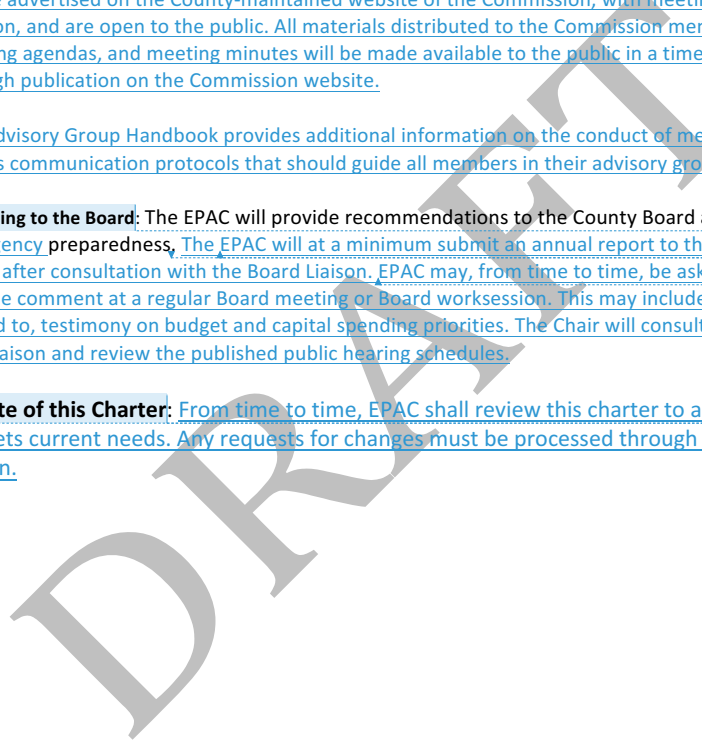 e advertised on the County-maintained website of the Commission, with meetin
on, and are open to the public. All materials distributed to the Commission mem
ng agendas, and meeting minutes will be made available to the public in a time
gh publication on the Commission website.
dvisory Group Handbook provides additional information on the conduct of me
s communication protocols that should guide all members in their advisory gro
ing to the Board: The EPAC will provide recommendations to the County Board a
gency preparedness, The EPAC will at a minimum submit an annual report to th
after consultation with the Board Liaison. EPAC may, from time to time, be ask
e comment at a regular Board meeting or Board worksession. This may include
d to, testimony on budget and capital spending priorities. The Chair will consult
iaison and review the published public hearing schedules.
te of this Charter: From time to time, EPAC shall review this charter to a
ets current needs. Any requests for changes must be processed through
n.
DRAFT